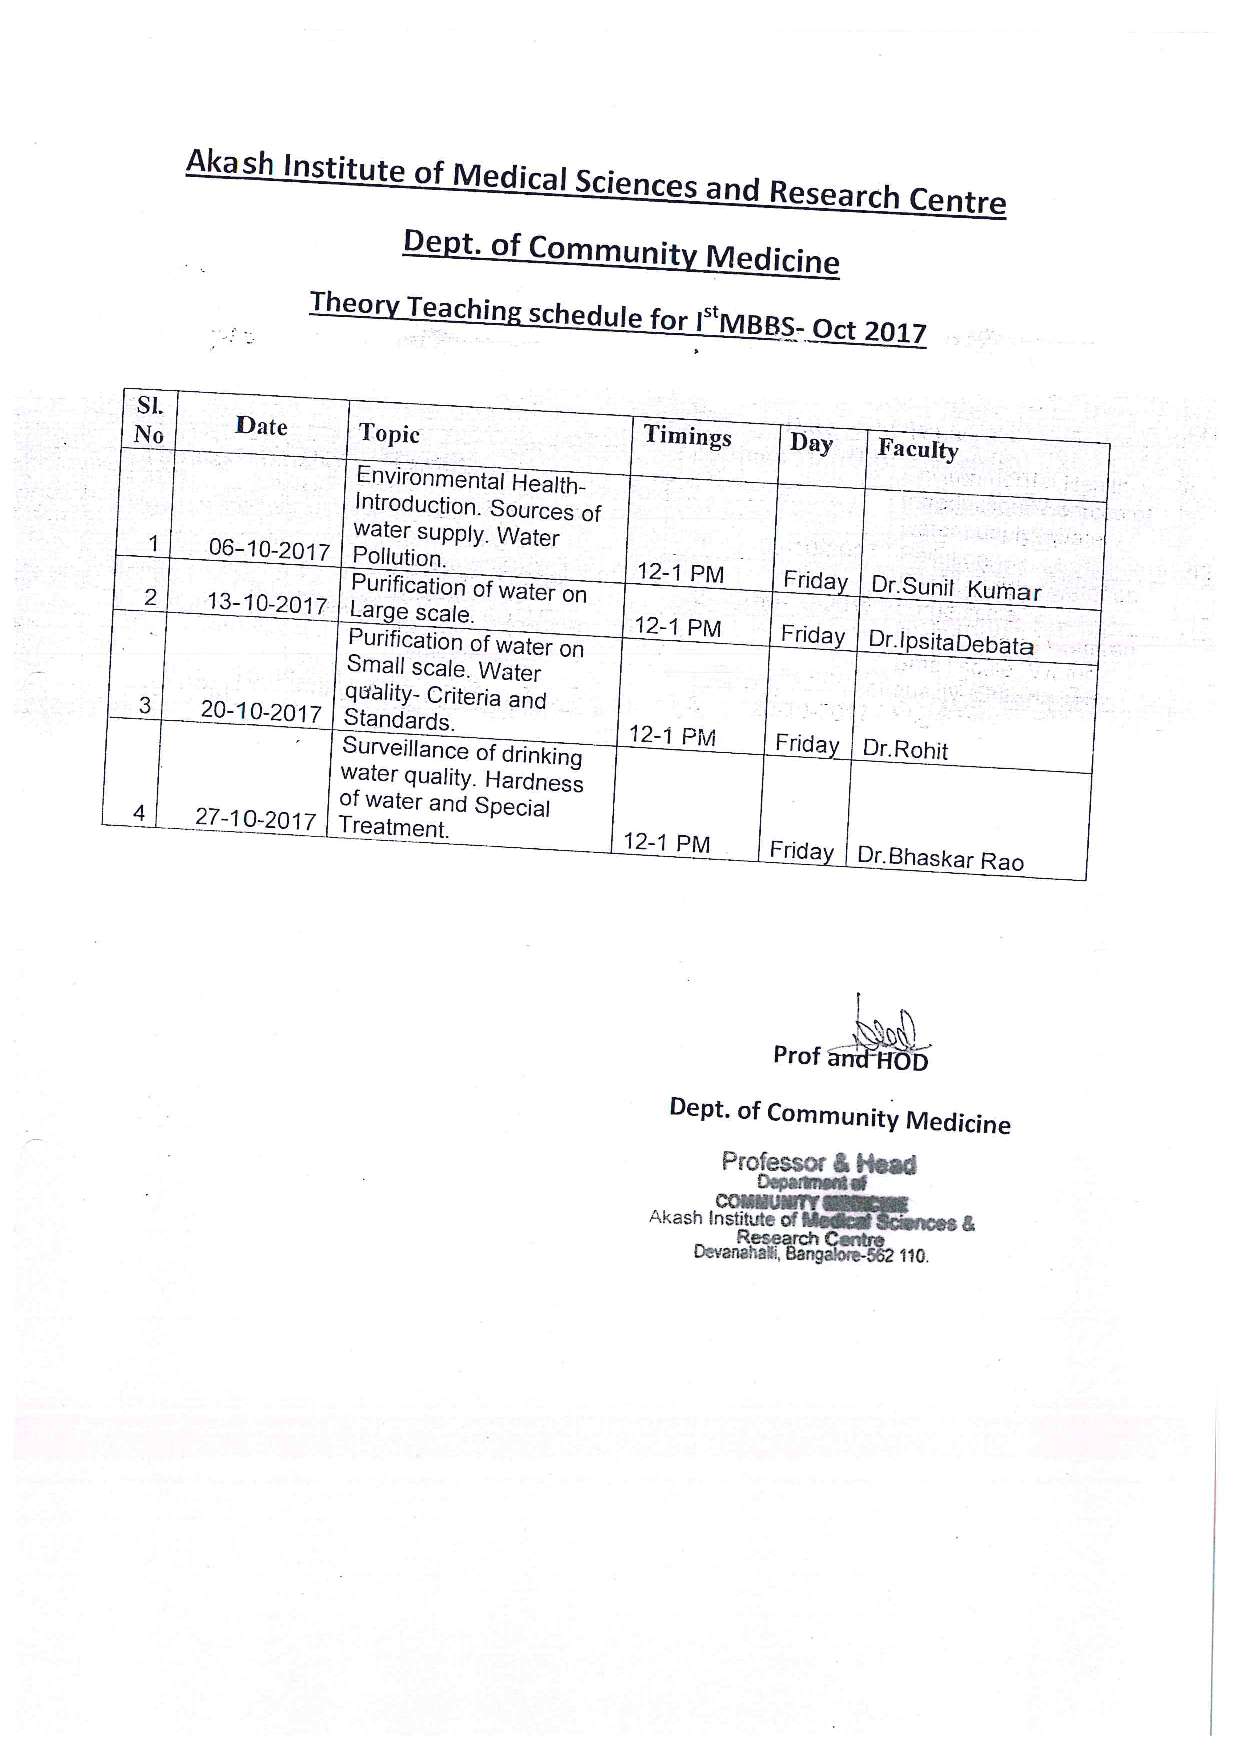 Akash Institute of Medical Sciences and Research Centre
Dept. of Community Medicine
Theory Teaching schedule for Ist MBBS- Oct 2017
Sl. No Date Topic Timings Day Faculty
Environmental Health-
Introduction. Sources of
water supply. Water
1 06-10-2017 Pollution. 12-1 PM Friday Dr.Sunil Kumar
Purification of water on
2 13-10-2017 Large scale. 12-1 PM Friday Dr.IpsitaDebata
Purification of water on
Small scale. Water
quality- Criteria and
3 20-10-2017 Standards. 12-1 PM Friday Dr.Rohit
Surveillance of drinking
water quality. Hardness
of water and Special
4 27-10-2017 Treatment. 12-1 PM Friday Dr.Bhaskar Rao
Prof and HOD
Dept. of Community Medicine
Professor & Head
Department of
COMMUNITY MEDICINE
Akash Institute of Medical Sciences &
Research Centre
Devanahalli, Bangalore-562 110.